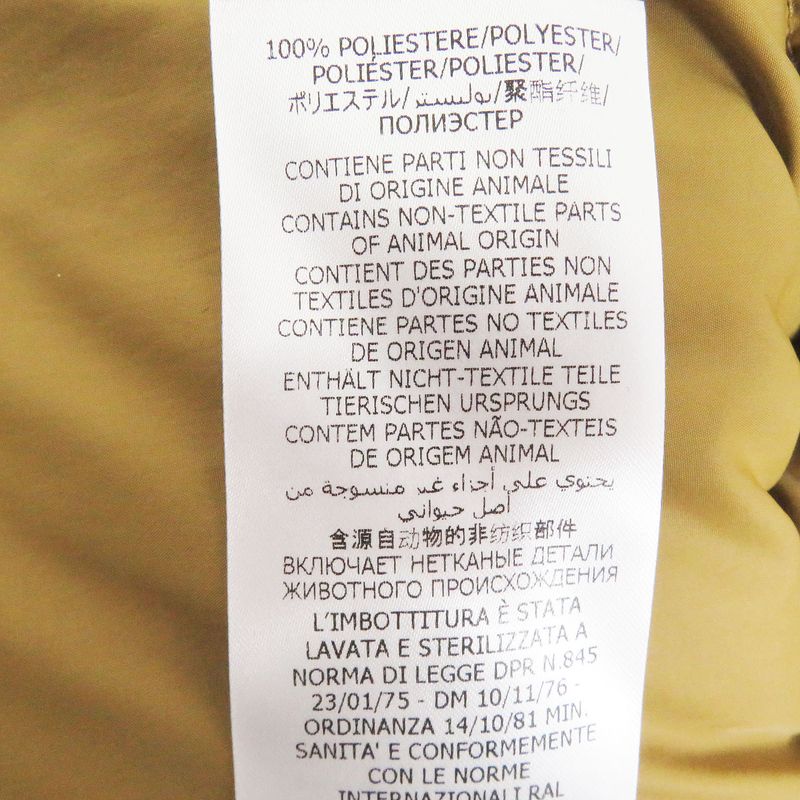 100% POLIESTERE/POLYESTER/
POLIÉSTER/POLIESTER/
ポリエステル/بوليستر/聚酯纤维/
ПОЛИЭСТЕР
CONTIENE PARTI NON TESSILI
DI ORIGINE ANIMALE
CONTAINS NON-TEXTILE PARTS
OF ANIMAL ORIGIN
CONTIENT DES PARTIES NON
TEXTILES D'ORIGINE ANIMALE
CONTIENE PARTES NO TEXTILES
DE ORIGEN ANIMAL
ENTHÄLT NICHT-TEXTILE TEILE
TIERISCHEN URSPRUNGS
CONTEM PARTES NÃO-TEXTEIS
DE ORIGEM ANIMAL
يحتوي على أجزاء غير منسوجة من
أصل حيواني
含源自动物的非纺织部件
ВКЛЮЧАЕТ НЕТКАНЫЕ ДЕТАЛИ
ЖИВОТНОГО ПРОИСХОЖДЕНИЯ
L'IMBOTTITURA È STATA
LAVATA E STERILIZZATA A
NORMA DI LEGGE DPR N.845
23/01/75 - DM 10/11/76 -
ORDINANZA 14/10/81 MIN.
SANITA' E CONFORMEMENTE
CON LE NORME
INTERNAZIONALI RAL